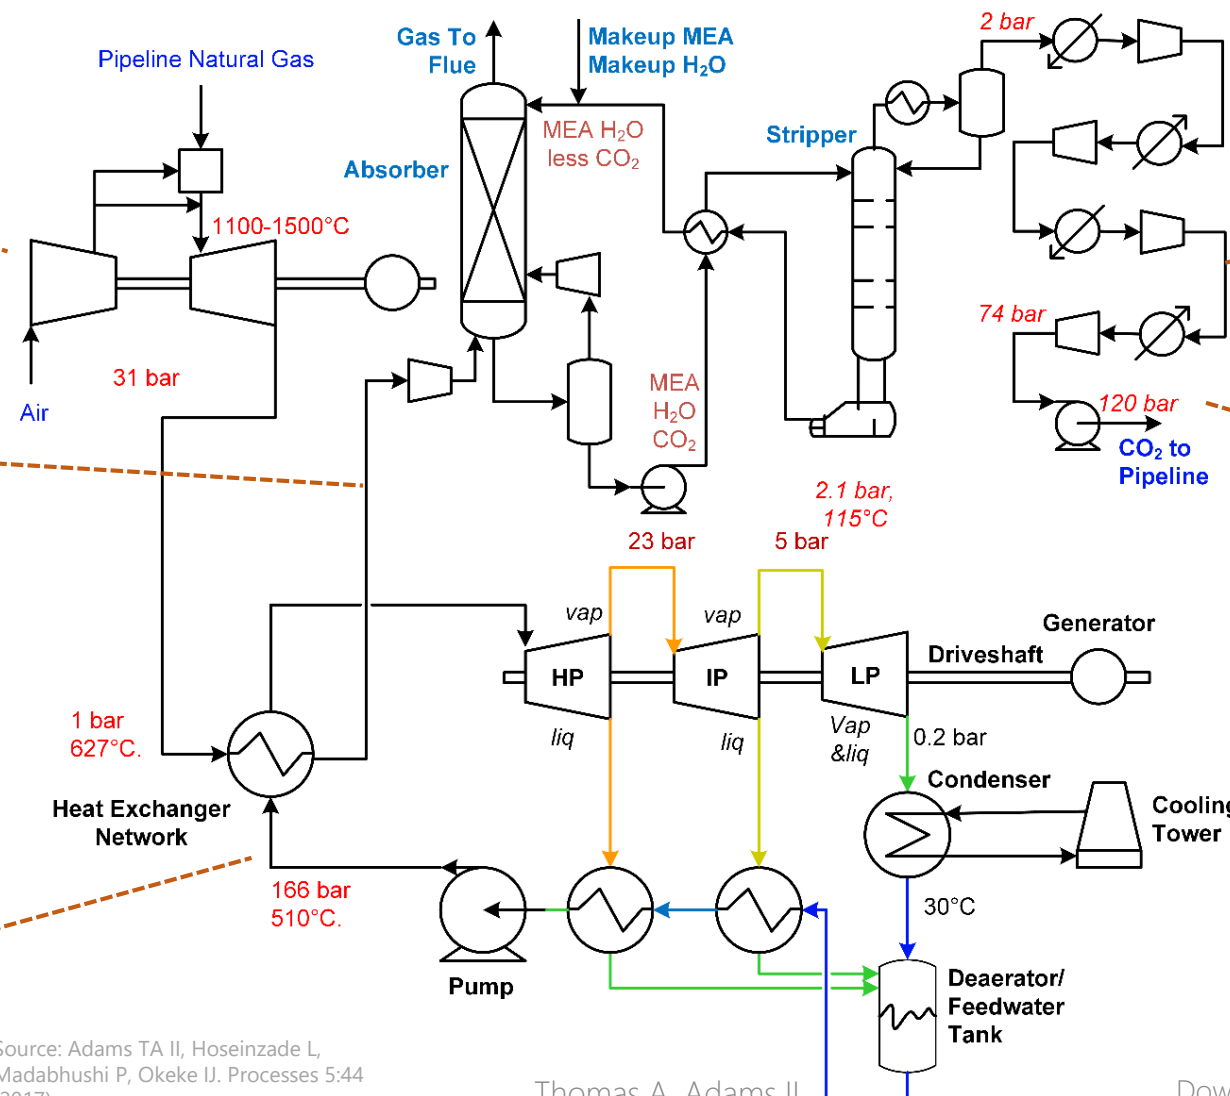 Pipeline Natural Gas
Gas To
Flue
Makeup MEA
Makeup H₂O
2 bar
MEA H₂O
less CO₂
Stripper
Absorber
1100-1500°C
31 bar
Air
MEA
H₂O
CO₂
74 bar
120 bar
CO₂ to
Pipeline
2.1 bar,
115°C
23 bar
5 bar
vap
vap
Generator
Driveshaft
HP
IP
LP
liq
liq
Vap
&liq
0.2 bar
1 bar
627°C.
Heat Exchanger
Network
Condenser
Cooling
Tower
166 bar
510°C.
30°C
Pump
Deaerator/
Feedwater
Tank
Source: Adams TA II, Hoseinzade L,
Madabhushi P, Okeke IJ. Processes 5:44
Thomas A. Adams II